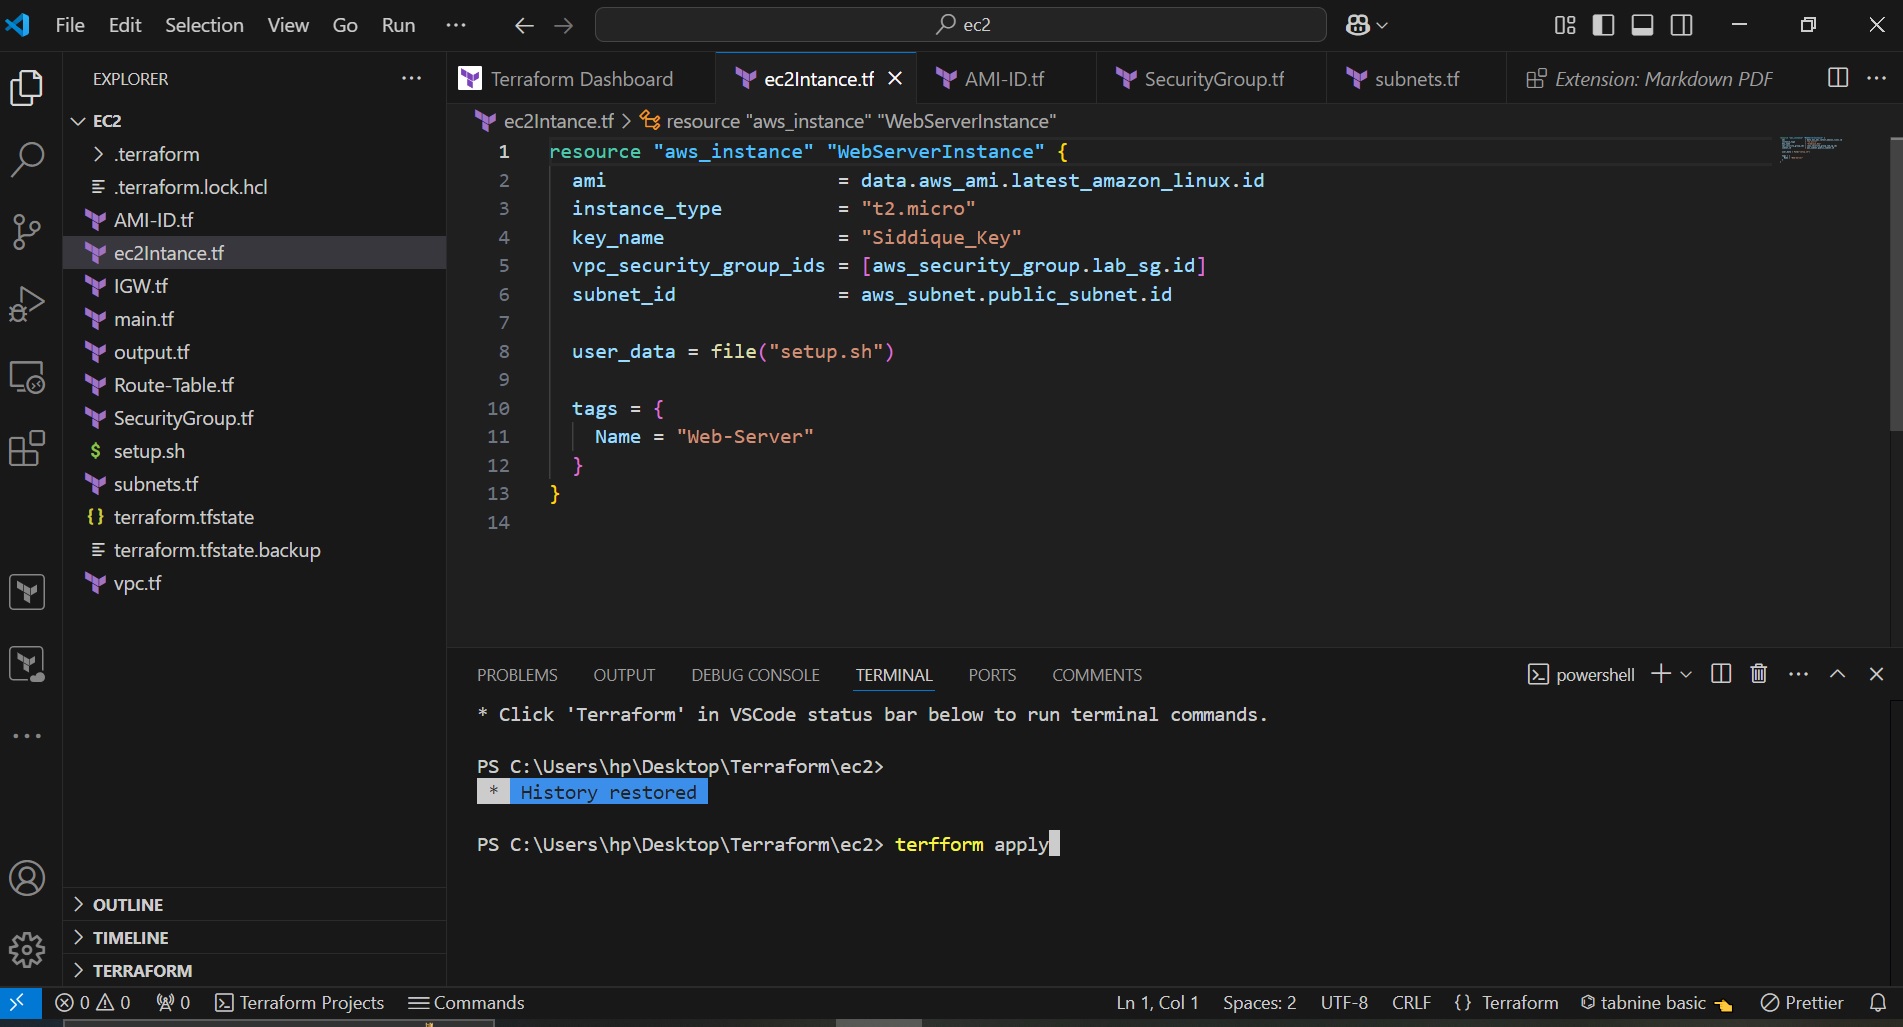 File Edit Selection View Go Run ··· ec2
EXPLORER ···
EC2
.terraform
.terraform.lock.hcl
AMI-ID.tf
ec2Intance.tf
IGW.tf
main.tf
output.tf
Route-Table.tf
SecurityGroup.tf
$ setup.sh
subnets.tf
{} terraform.tfstate
terraform.tfstate.backup
vpc.tf
OUTLINE
TIMELINE
TERRAFORM
Terraform Dashboard ec2Intance.tf AMI-ID.tf SecurityGroup.tf subnets.tf Extension: Markdown PDF ···
ec2Intance.tf > resource "aws_instance" "WebServerInstance"
1 resource "aws_instance" "WebServerInstance" {
2 ami = data.aws_ami.latest_amazon_linux.id
3 instance_type = "t2.micro"
4 key_name = "Siddique_Key"
5 vpc_security_group_ids = [aws_security_group.lab_sg.id]
6 subnet_id = aws_subnet.public_subnet.id
7
8 user_data = file("setup.sh")
9
10 tags = {
11 Name = "Web-Server"
12 }
13 }
14
PROBLEMS OUTPUT DEBUG CONSOLE TERMINAL PORTS COMMENTS powershell ···
* Click 'Terraform' in VSCode status bar below to run terminal commands.
PS C:\Users\hp\Desktop\Terraform\ec2>
* History restored
PS C:\Users\hp\Desktop\Terraform\ec2> terfform apply
0 0 0 Terraform Projects Commands Ln 1, Col 1 Spaces: 2 UTF-8 CRLF {} Terraform tabnine basic Prettier